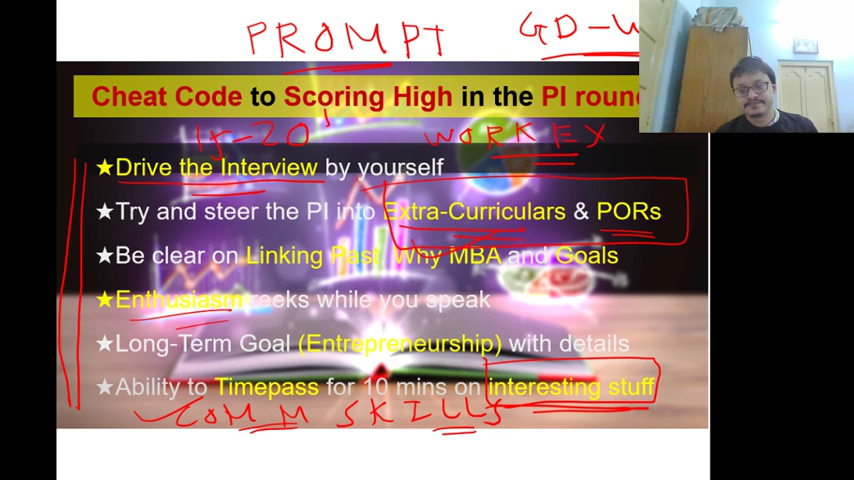 PROMPT GD-W
Cheat Code to Scoring High in the PI roun
15-20' WORKEX
★Drive the Interview by yourself
★Try and steer the PI into Extra-Curriculars & PORs
★Be clear on Linking Past, Why MBA and Goals
★Enthusiasm reeks while you speak
★Long-Term Goal (Entrepreneurship) with details
★Ability to Timepass for 10 mins on interesting stuff
COMM SKILLS